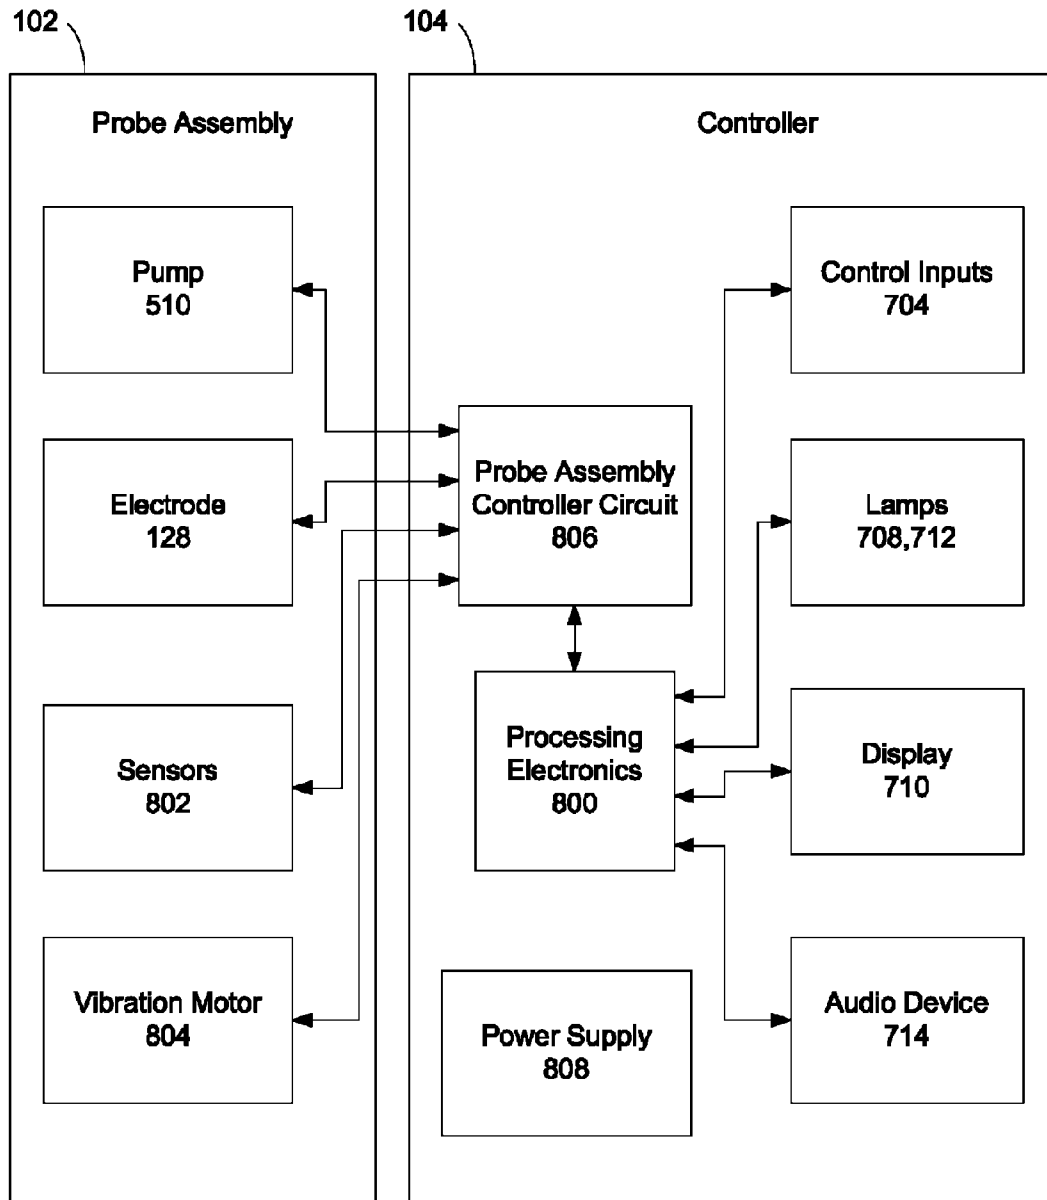 102
104
Probe Assembly
Controller
Pump
510
Control Inputs
704
Electrode
128
Probe Assembly
Controller Circuit
806
Lamps
708,712
Sensors
802
Processing
Electronics
800
Display
710
Vibration Motor
804
Power Supply
808
Audio Device
714